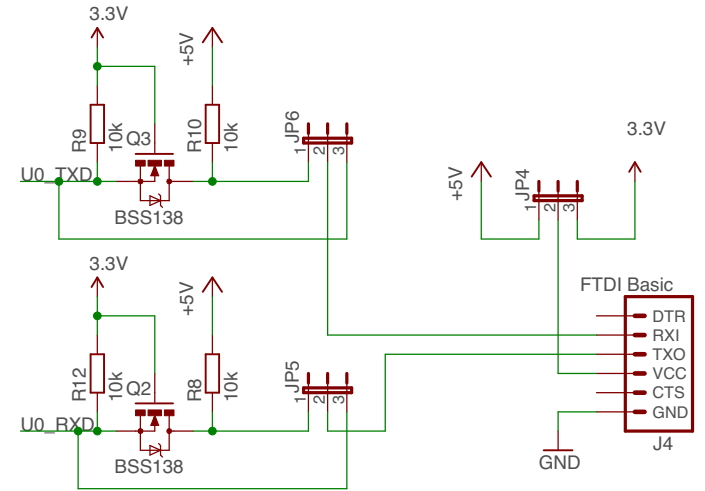 3.3V
+5V
R9
10k
Q3
R10
10k
JP6
1
2
3
U0_TXD
BSS138
3.3V
+5V
JP4
1
2
3
3.3V
+5V
R12
10k
Q2
R8
10k
JP5
1
2
3
U0_RXD
BSS138
FTDI Basic
DTR
RXI
TXO
VCC
CTS
GND
J4
GND